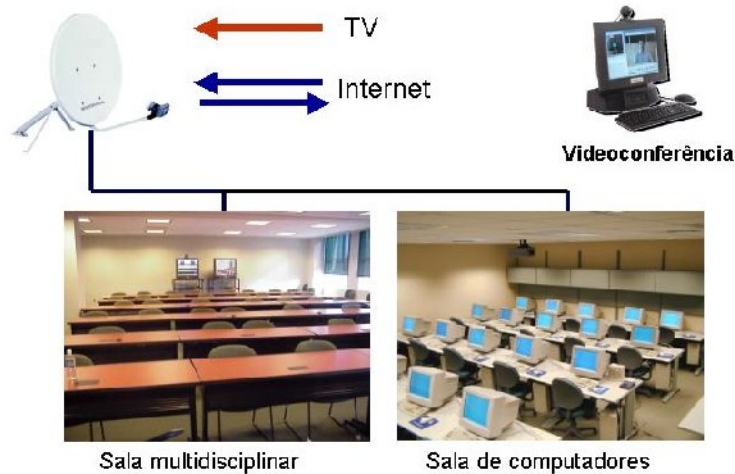 TV
Internet
Videoconferência
Sala multidisciplinar
Sala de computadores